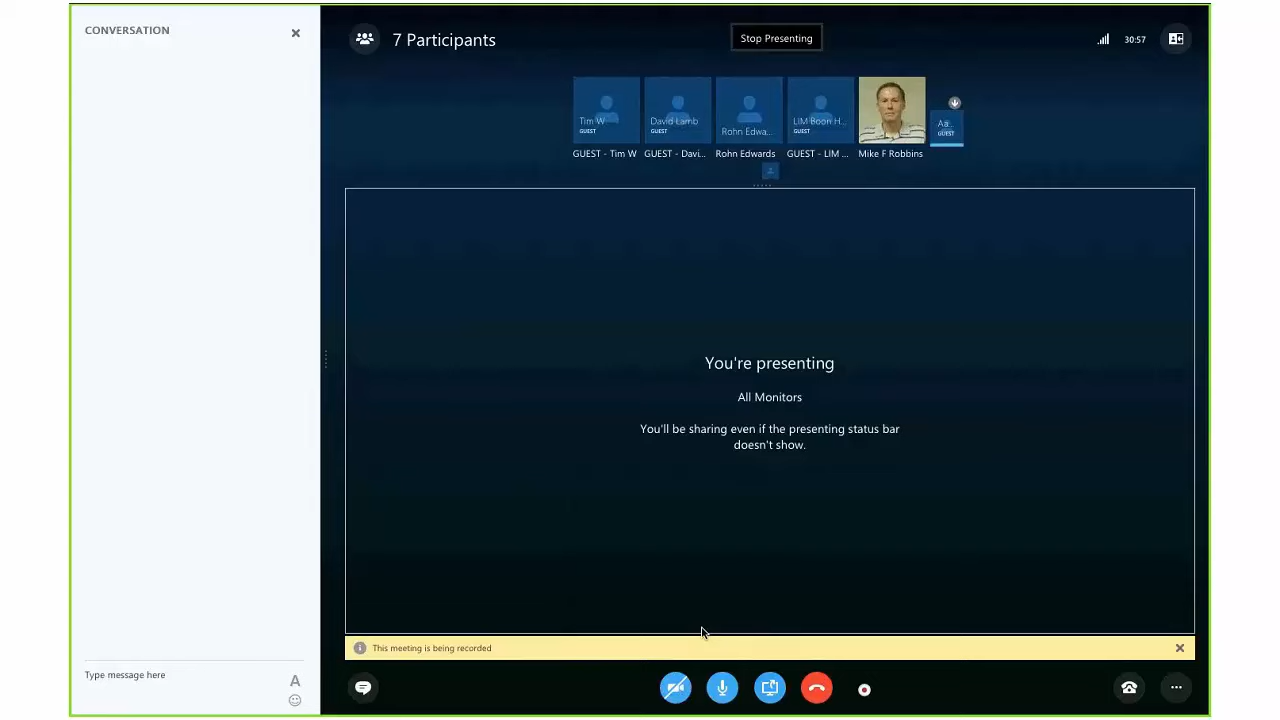 CONVERSATION
7 Participants
Stop Presenting
30:57
Tim W
GUEST
David Lamb
GUEST
Rohn Edwa...
LIM Boon H...
GUEST
Aa...
GUEST
GUEST - Tim W
GUEST - Davi...
Rohn Edwards
GUEST - LIM ...
Mike F Robbins
You're presenting
All Monitors
You'll be sharing even if the presenting status bar
doesn't show.
This meeting is being recorded
Type message here
A